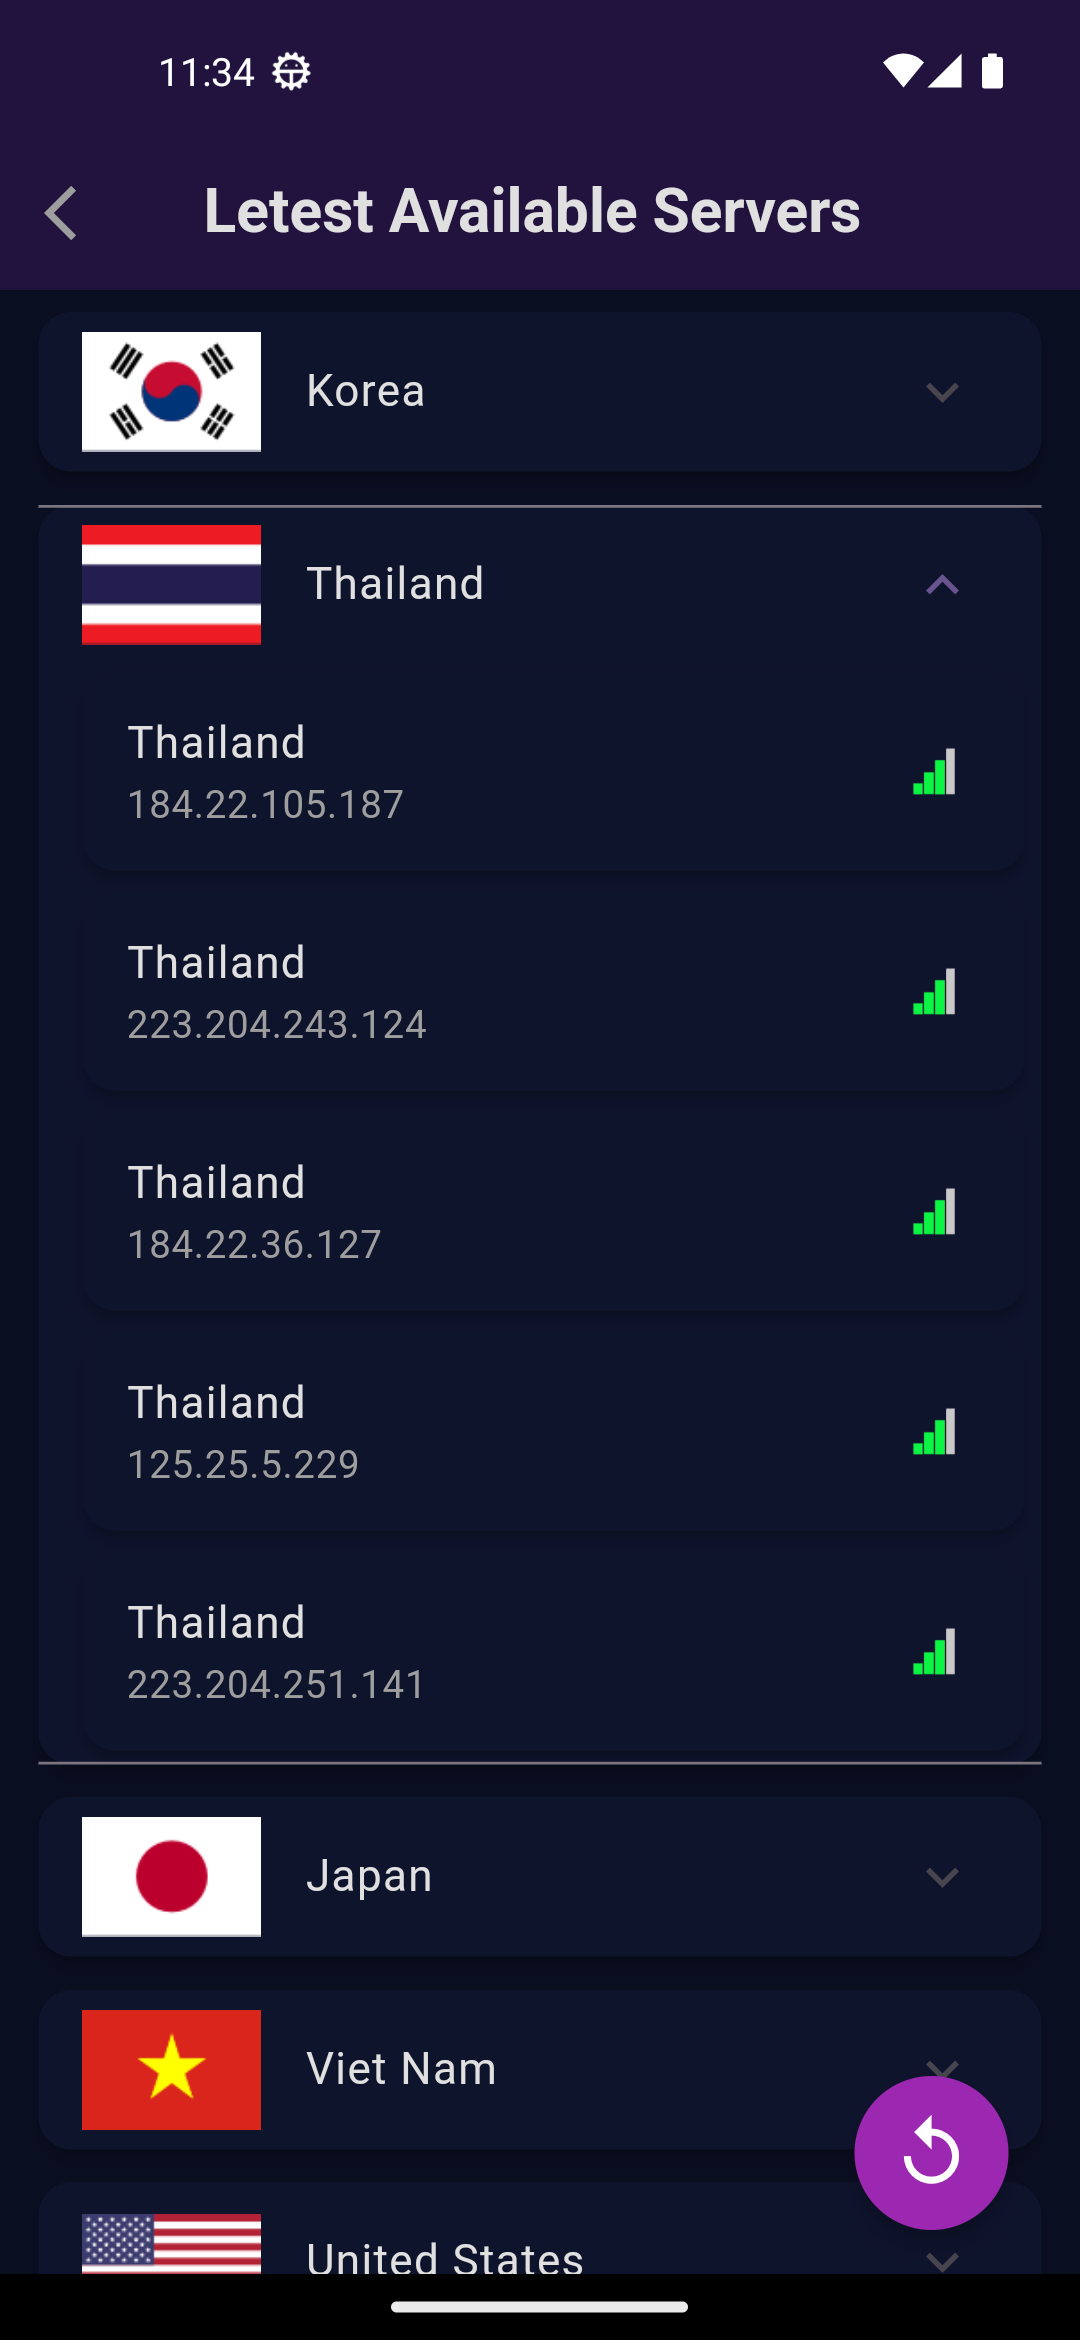 11:34
Letest Available Servers
Korea
Thailand
Thailand
184.22.105.187
Thailand
223.204.243.124
Thailand
184.22.36.127
Thailand
125.25.5.229
Thailand
223.204.251.141
Japan
Viet Nam
United States